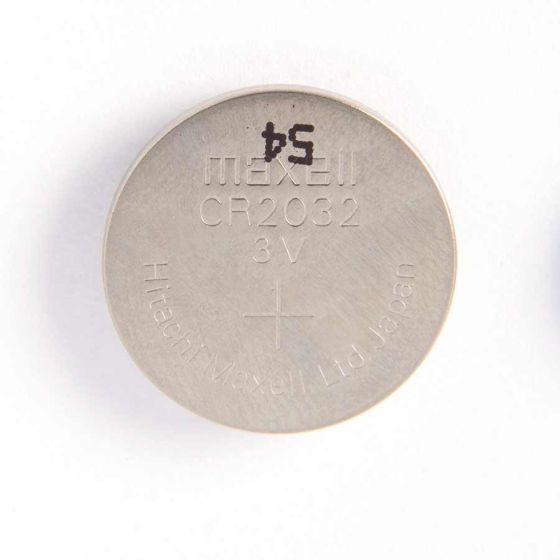 54
maxell
CR2032
3V
+
Hitachi Maxell Ltd.Japan